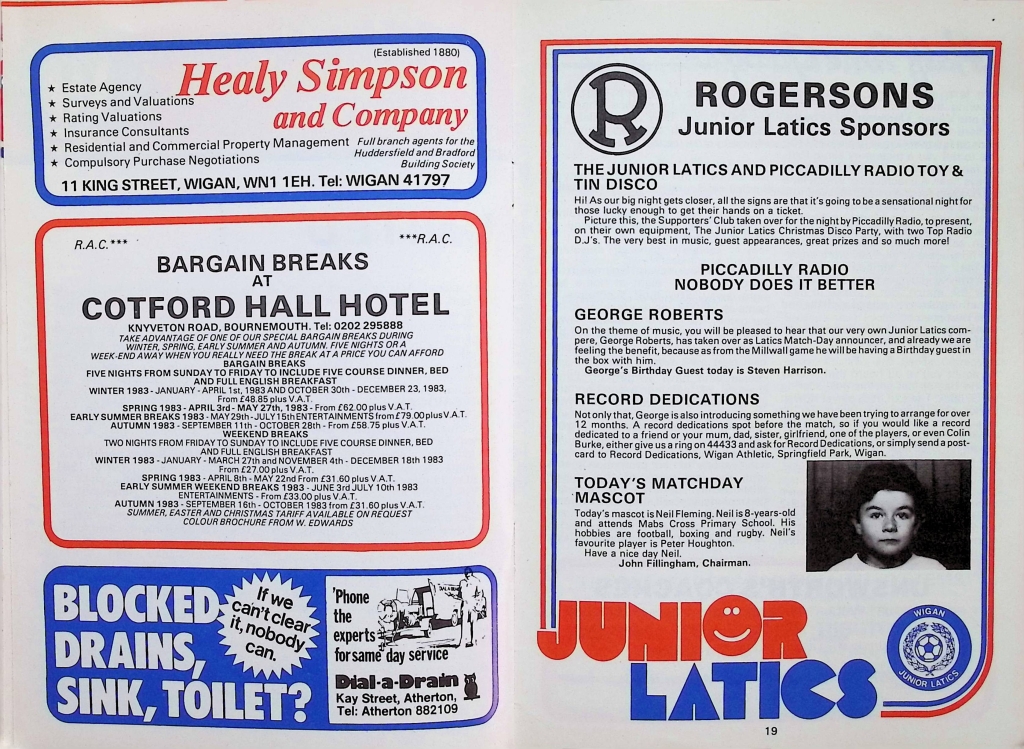 (Established 1880)
Healy Simpson
and Company
★ Estate Agency
★ Surveys and Valuations
★ Rating Valuations
★ Insurance Consultants
★ Residential and Commercial Property Management
★ Compulsory Purchase Negotiations
Full branch agents for the
Huddersfield and Bradford
Building Society
11 KING STREET, WIGAN, WN1 1EH. Tel: WIGAN 41797
R.A.C.*** ***R.A.C.
BARGAIN BREAKS
AT
COTFORD HALL HOTEL
KNYVETON ROAD, BOURNEMOUTH. Tel: 0202 295888
TAKE ADVANTAGE OF ONE OF OUR SPECIAL BARGAIN BREAKS DURING
WINTER, SPRING, EARLY SUMMER AND AUTUMN. FIVE NIGHTS OR A
WEEK-END AWAY WHEN YOU REALLY NEED THE BREAK AT A PRICE YOU CAN AFFORD
BARGAIN BREAKS
FIVE NIGHTS FROM SUNDAY TO FRIDAY TO INCLUDE FIVE COURSE DINNER, BED
AND FULL ENGLISH BREAKFAST
WINTER 1983 - JANUARY - APRIL 1st, 1983 AND OCTOBER 30th - DECEMBER 23, 1983,
From £48.85 plus V.A.T.
SPRING 1983 - APRIL 3rd - MAY 27th, 1983 - From £62.00 plus V.A.T.
EARLY SUMMER BREAKS 1983 - MAY 29th - JULY 15th ENTERTAINMENTS from £79.00 plus V.A.T.
AUTUMN 1983 - SEPTEMBER 11th - OCTOBER 28th - From £58.75 plus V.A.T.
WEEKEND BREAKS
TWO NIGHTS FROM FRIDAY TO SUNDAY TO INCLUDE FIVE COURSE DINNER, BED
AND FULL ENGLISH BREAKFAST
WINTER 1983 - JANUARY - MARCH 27th and NOVEMBER 4th - DECEMBER 18th 1983
From £27.00 plus V.A.T.
SPRING 1983 - APRIL 8th - MAY 22nd From £31.60 plus V.A.T.
EARLY SUMMER WEEKEND BREAKS 1983 - JUNE 3rd JULY 10th 1983
ENTERTAINMENTS - From £33.00 plus V.A.T.
AUTUMN 1983 - SEPTEMBER 16th - OCTOBER 1983 from £31.60 plus V.A.T.
SUMMER, EASTER AND CHRISTMAS TARIFF AVAILABLE ON REQUEST
COLOUR BROCHURE FROM W. EDWARDS
BLOCKED
DRAINS,
SINK, TOILET?
If we
can't clear
it, nobody
can.
'Phone
the
experts
for same day service
Dial-a-Drain
Kay Street, Atherton,
Tel: Atherton 882109
R
ROGERSONS
Junior Latics Sponsors
THE JUNIOR LATICS AND PICCADILLY RADIO TOY &
TIN DISCO
Hi! As our big night gets closer, all the signs are that it's going to be a sensational night for
those lucky enough to get their hands on a ticket.
Picture this, the Supporters' Club taken over for the night by Piccadilly Radio, to present,
on their own equipment, The Junior Latics Christmas Disco Party, with two Top Radio
D.J's. The very best in music, guest appearances, great prizes and so much more!
PICCADILLY RADIO
NOBODY DOES IT BETTER
GEORGE ROBERTS
On the theme of music, you will be pleased to hear that our very own Junior Latics com-
pere, George Roberts, has taken over as Latics Match-Day announcer, and already we are
feeling the benefit, because as from the Millwall game he will be having a Birthday guest in
the box with him.
George's Birthday Guest today is Steven Harrison.
RECORD DEDICATIONS
Not only that, George is also introducing something we have been trying to arrange for over
12 months. A record dedications spot before the match, so if you would like a record
dedicated to a friend or your mum, dad, sister, girlfriend, one of the players, or even Colin
Burke, either give us a ring on 44433 and ask for Record Dedications, or simply send a post-
card to Record Dedications, Wigan Athletic, Springfield Park, Wigan.
TODAY'S MATCHDAY
MASCOT
Today's mascot is Neil Fleming. Neil is 8-years-old
and attends Mabs Cross Primary School. His
hobbies are football, boxing and rugby. Neil's
favourite player is Peter Houghton.
Have a nice day Neil.
John Fillingham, Chairman.
JUNIOR
LATICS
WIGAN
JUNIOR LATICS
19